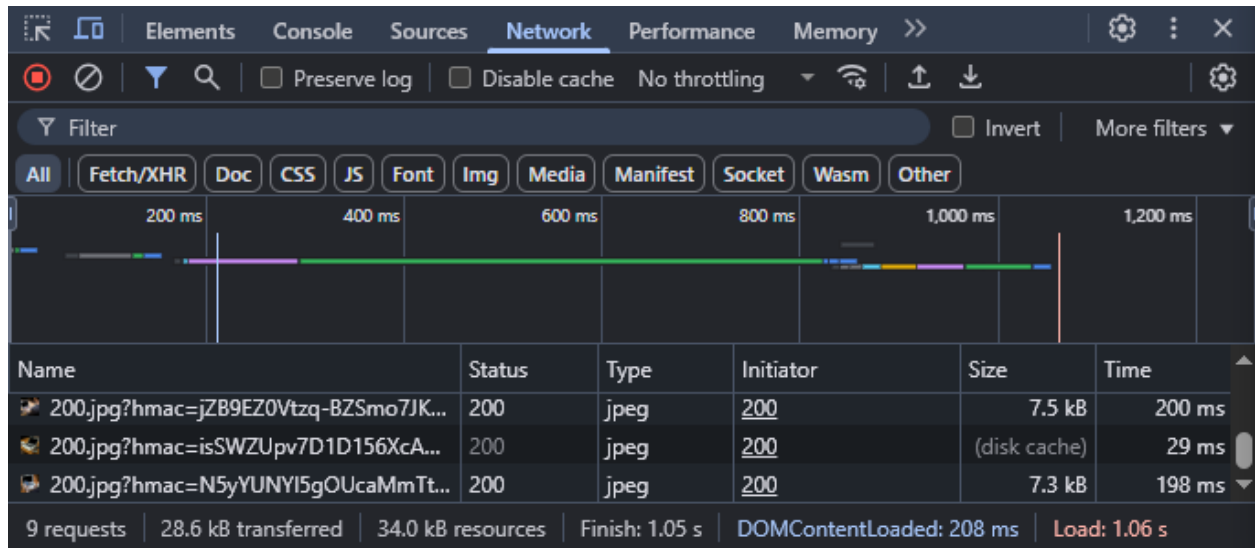 Elements Console Sources Network Performance Memory
Preserve log Disable cache No throttling
Filter Invert More filters
All Fetch/XHR Doc CSS JS Font Img Media Manifest Socket Wasm Other
200 ms 400 ms 600 ms 800 ms 1,000 ms 1,200 ms
Name Status Type Initiator Size Time
200.jpg?hmac=jZB9EZ0Vtzq-BZSmo7JK... 200 jpeg 200 7.5 kB 200 ms
200.jpg?hmac=isSWZUpv7D1D156XcA... 200 jpeg 200 (disk cache) 29 ms
200.jpg?hmac=N5yYUNYI5gOUcaMmTt... 200 jpeg 200 7.3 kB 198 ms
9 requests 28.6 kB transferred 34.0 kB resources Finish: 1.05 s DOMContentLoaded: 208 ms Load: 1.06 s